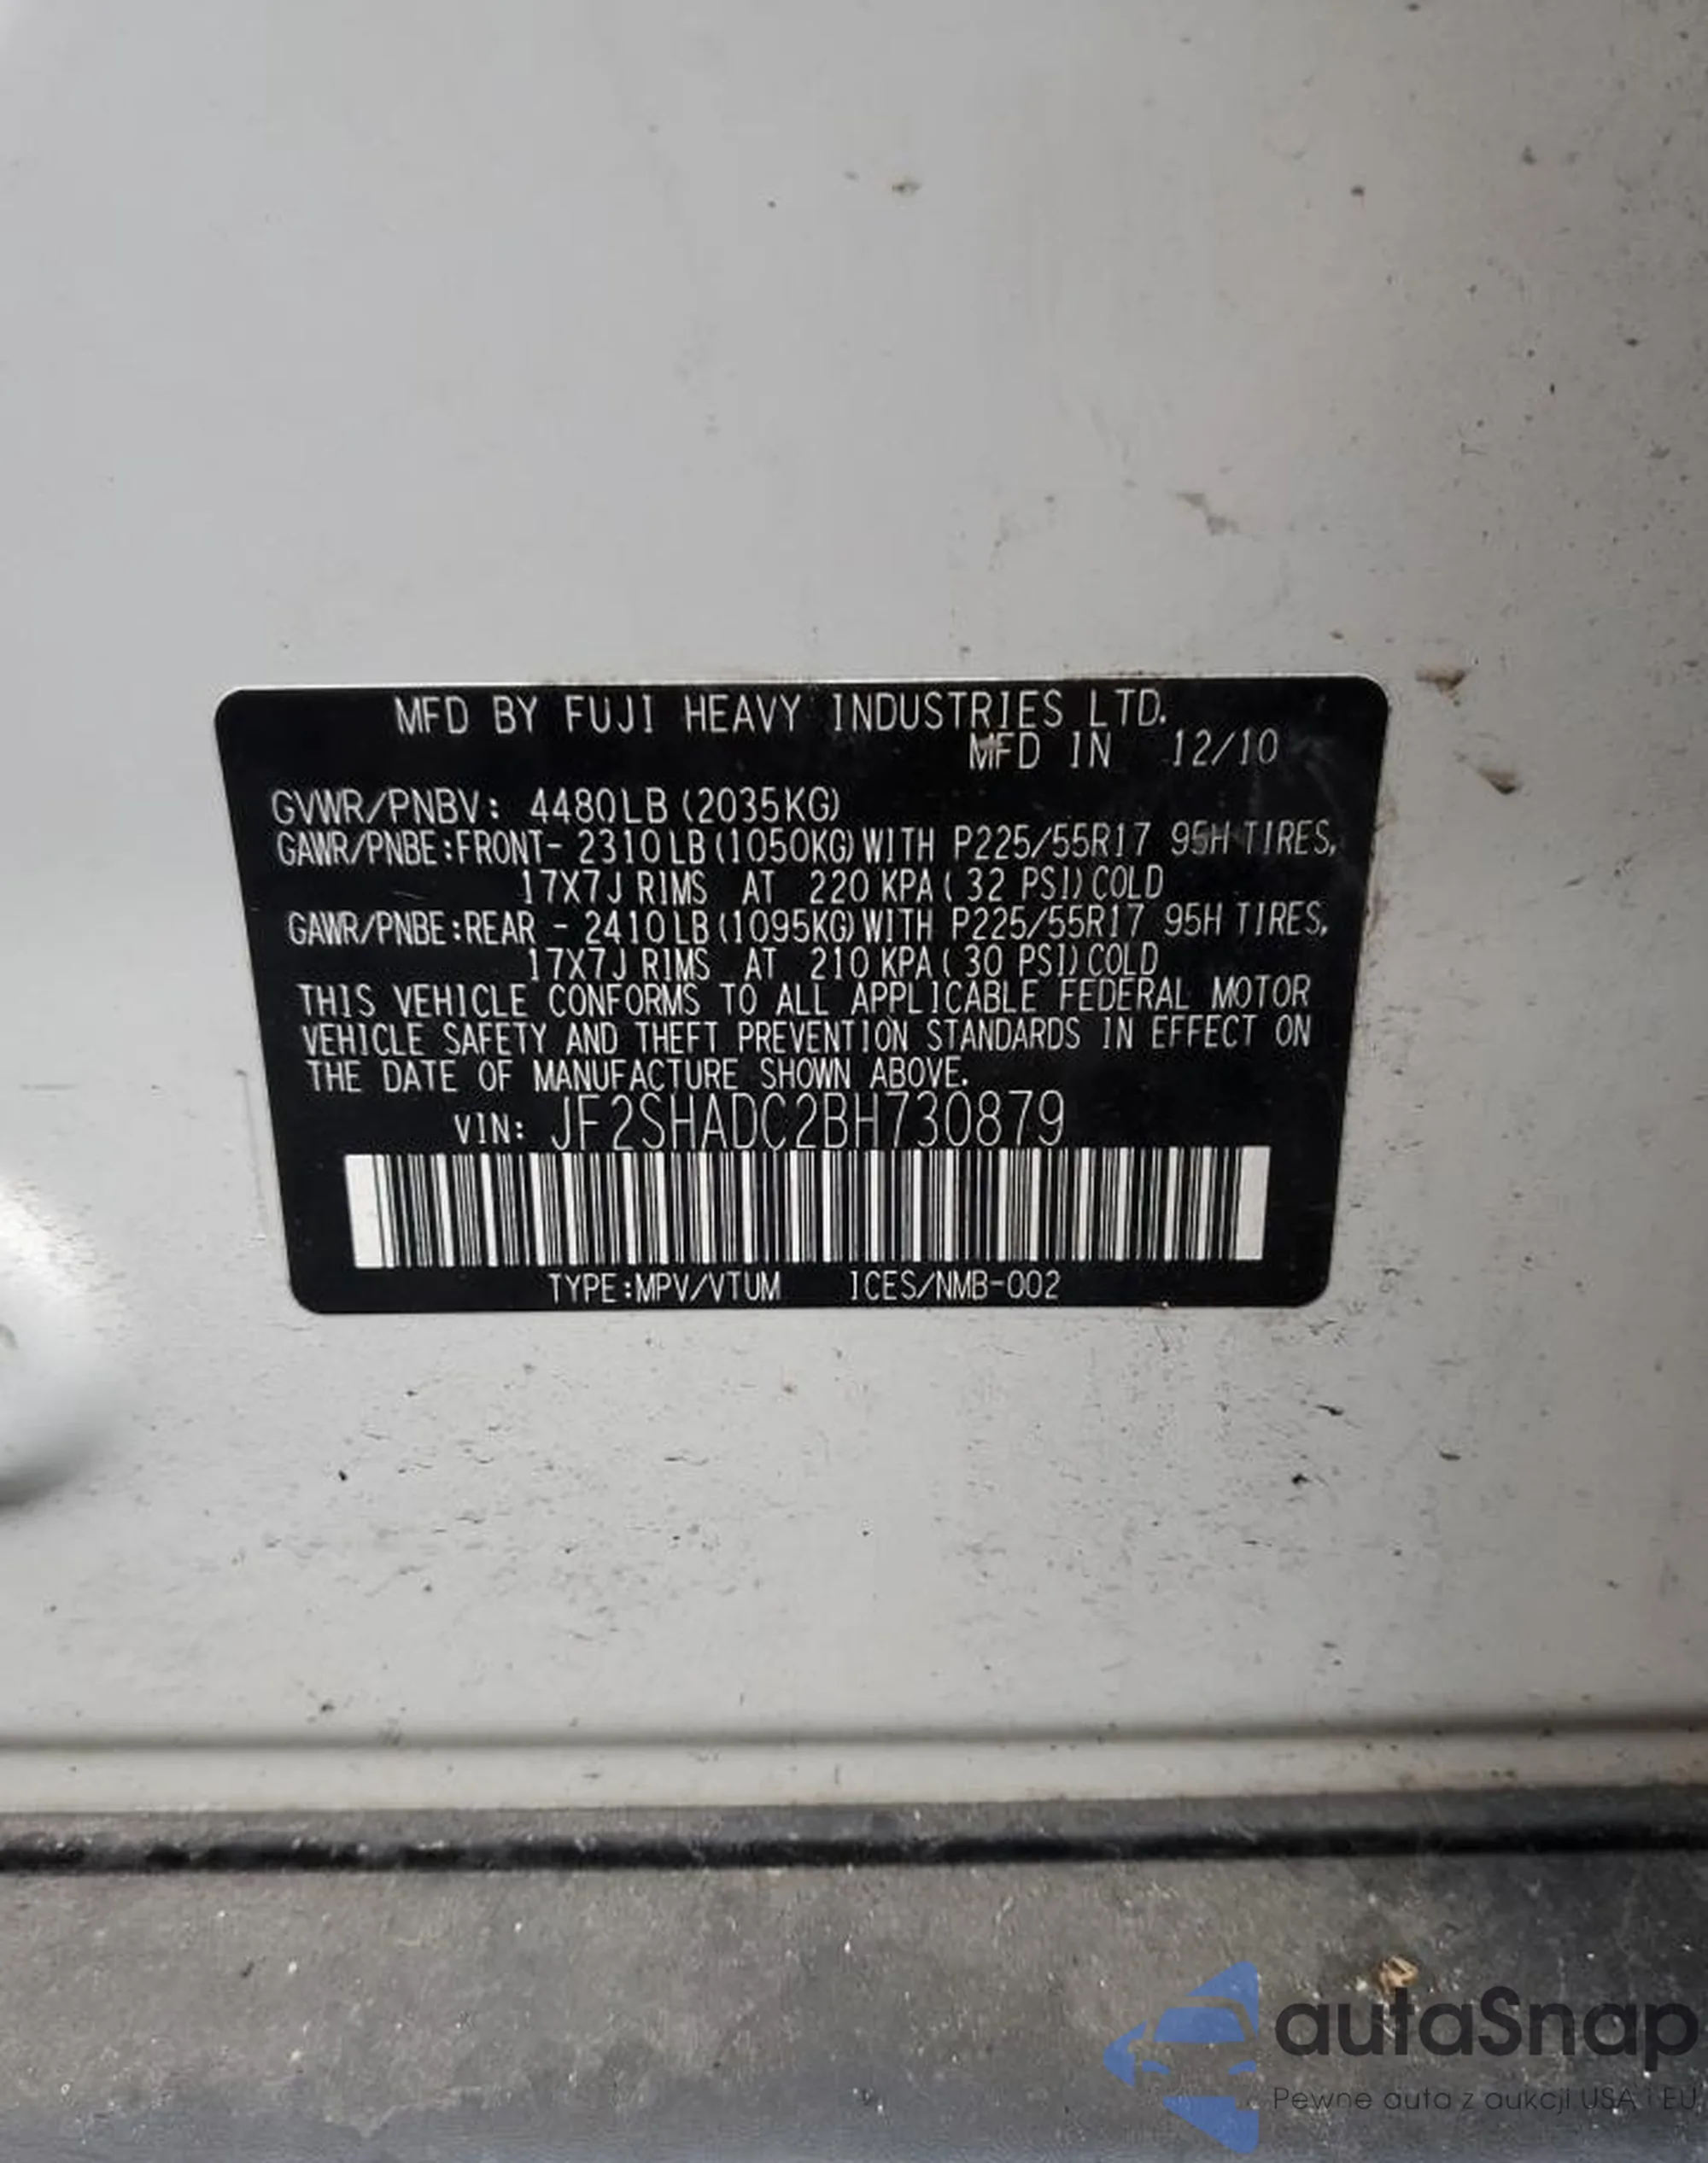 MFD BY FUJI HEAVY INDUSTRIES LTD.
MFD IN 12/10
GVWR/PNBV: 4480LB (2035KG)
GAWR/PNBE:FRONT- 2310LB (1050KG) WITH P225/55R17 95H TIRES,
17X7J RIMS AT 220 KPA ( 32 PSI) COLD
GAWR/PNBE:REAR - 2410LB (1095KG) WITH P225/55R17 95H TIRES,
17X7J RIMS AT 210 KPA ( 30 PSI) COLD
THIS VEHICLE CONFORMS TO ALL APPLICABLE FEDERAL MOTOR
VEHICLE SAFETY AND THEFT PREVENTION STANDARDS IN EFFECT ON
THE DATE OF MANUFACTURE SHOWN ABOVE.
VIN: JF2SHADC2BH730879
TYPE:MPV/VTUM ICES/NMB-002
autaSnap
Pewne auta z aukcji USA i EU